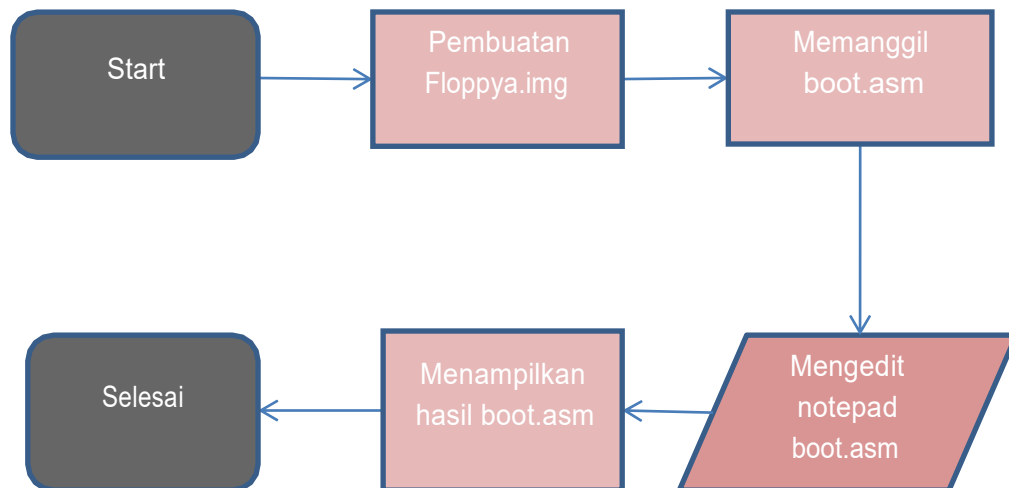 Start
Pembuatan
Floppya.img
Memanggil
boot.asm
Mengedit
notepad
boot.asm
Menampilkan
hasil boot.asm
Selesai